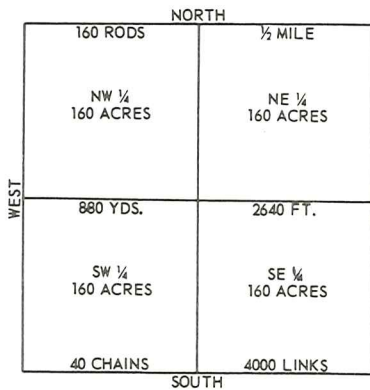 NORTH
160 RODS ½ MILE
NW ¼ NE ¼
160 ACRES 160 ACRES
WEST
880 YDS. 2640 FT.
SW ¼ SE ¼
160 ACRES 160 ACRES
40 CHAINS 4000 LINKS
SOUTH